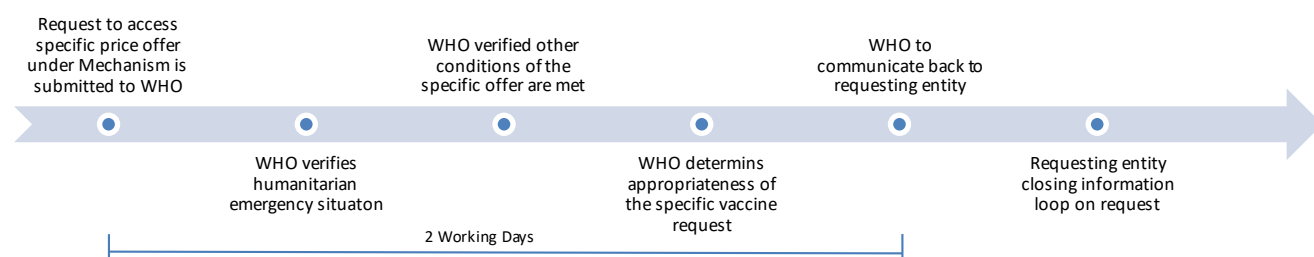 Request to access
specific price offer
under Mechanism is
submitted to WHO
WHO verifies
humanitarian
emergency situaton
WHO verified other
conditions of the
specific offer are met
WHO determins
appropriateness of
the specific vaccine
request
WHO to
communicate back to
requesting entity
Requesting entity
closing information
loop on request
2 Working Days